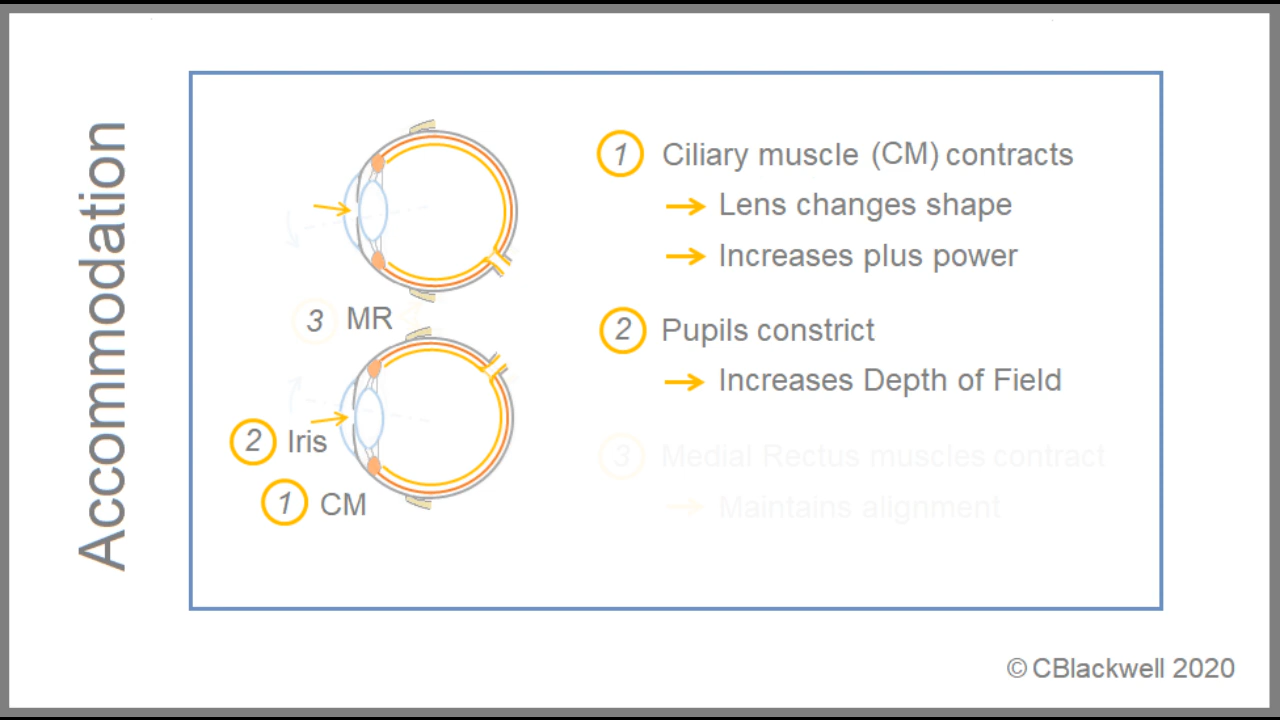 Accommodation
1 Ciliary muscle (CM) contracts
→ Lens changes shape
→ Increases plus power
2 Pupils constrict
→ Increases Depth of Field
3 Medial Rectus muscles contract
→ Maintains alignment
3 MR
2 Iris
1 CM
© CBlackwell 2020